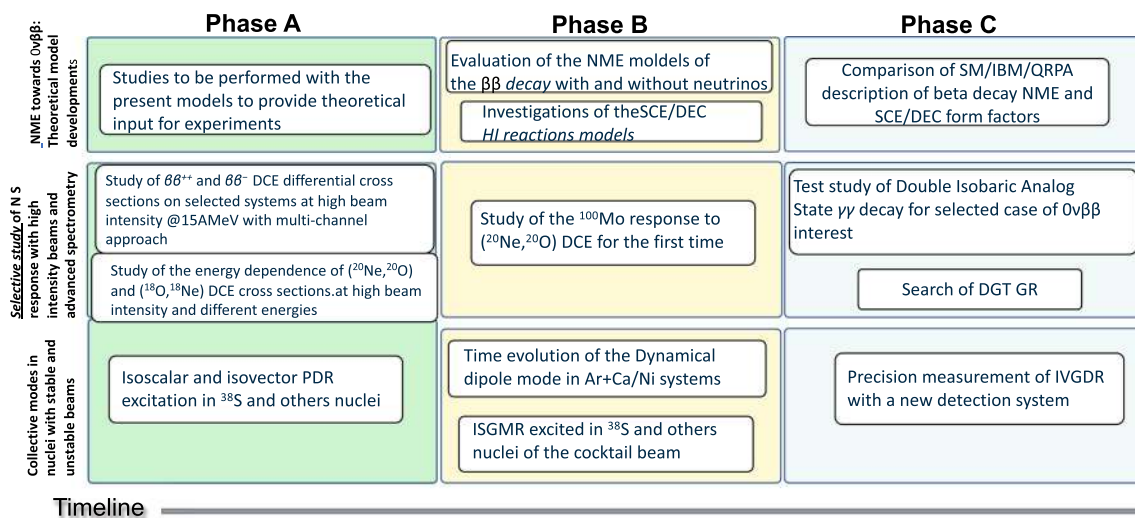 Phase A
Phase B
Phase C
NME towards 0νββ:
Theoretical model
developments
Studies to be performed with the
present models to provide theoretical
input for experiments
Evaluation of the NME moldels of
the ββ decay with and without neutrinos
Investigations of theSCE/DEC
HI reactions models
Comparison of SM/IBM/QRPA
description of beta decay NME and
SCE/DEC form factors
Selective study of N S
response with high
intensity beams and
advanced spectrometry
Study of ββ⁺⁺ and ββ⁻ DCE differential cross
sections on selected systems at high beam
intensity @15AMeV with multi-channel
approach
Study of the energy dependence of (²⁰Ne,²⁰O)
and (¹⁸O,¹⁸Ne) DCE cross sections.at high beam
intensity and different energies
Study of the ¹⁰⁰Mo response to
(²⁰Ne,²⁰O) DCE for the first time
Test study of Double Isobaric Analog
State γγ decay for selected case of 0νββ
interest
Search of DGT GR
Collective modes in
nuclei with stable and
unstable beams
Isoscalar and isovector PDR
excitation in ³⁸S and others nuclei
Time evolution of the Dynamical
dipole mode in Ar+Ca/Ni systems
ISGMR excited in ³⁸S and others
nuclei of the cocktail beam
Precision measurement of IVGDR
with a new detection system
Timeline